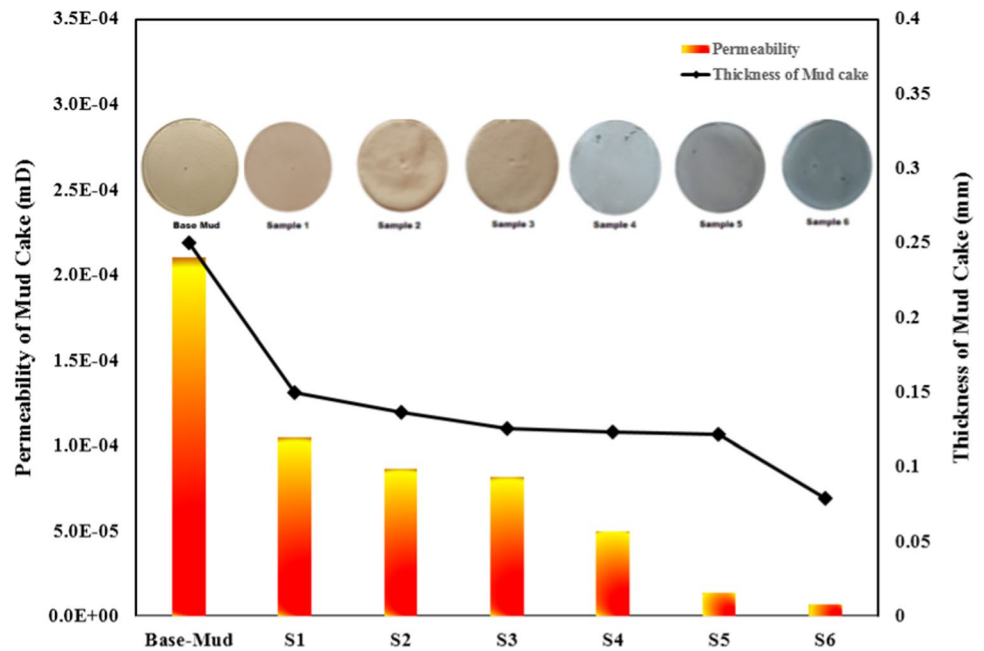 3.5E-04
3.0E-04
2.5E-04
2.0E-04
1.5E-04
1.0E-04
5.0E-05
0.0E+00
Permeability of Mud Cake (mD)
Permeability
Thickness of Mud cake
Base Mud
Sample 1
Sample 2
Sample 3
Sample 4
Sample 5
Sample 6
0.4
0.35
0.3
0.25
0.2
0.15
0.1
0.05
0
Thickness of Mud Cake (mm)
Base-Mud S1 S2 S3 S4 S5 S6